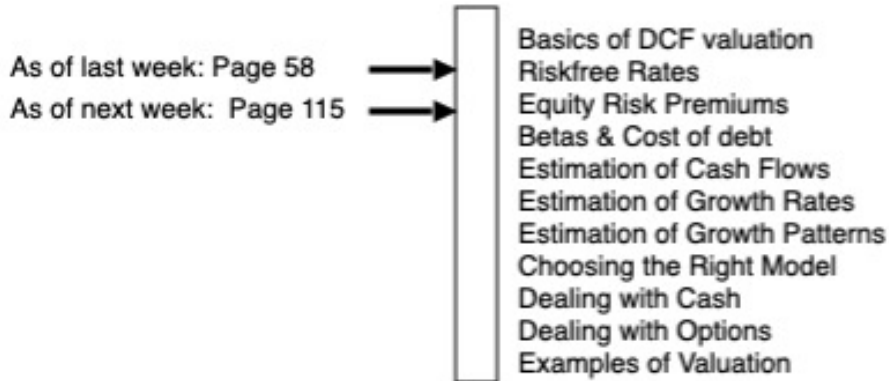 As of last week: Page 58
As of next week: Page 115
Basics of DCF valuation
Riskfree Rates
Equity Risk Premiums
Betas & Cost of debt
Estimation of Cash Flows
Estimation of Growth Rates
Estimation of Growth Patterns
Choosing the Right Model
Dealing with Cash
Dealing with Options
Examples of Valuation